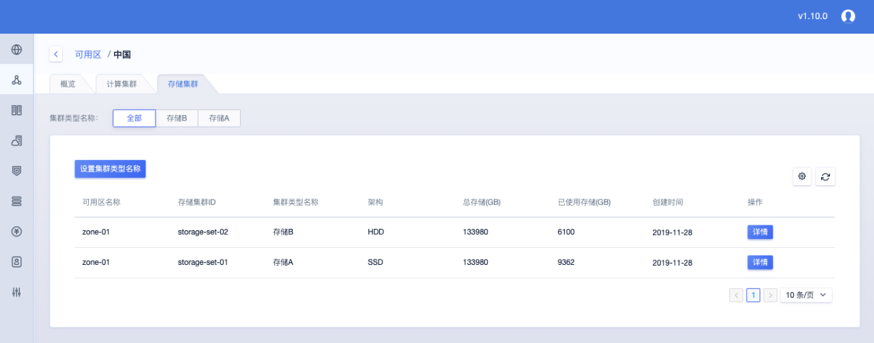 v1.10.0
可用区 / 中国
概览 计算集群 存储集群
集群类型名称: 全部 存储B 存储A
设置集群类型名称
可用区名称 存储集群ID 集群类型名称 架构 总存储(GB) 已使用存储(GB) 创建时间 操作
zone-01 storage-set-02 存储B HDD 133980 6100 2019-11-28 详情
zone-01 storage-set-01 存储A SSD 133980 9362 2019-11-28 详情
< 1 > 10 条/页